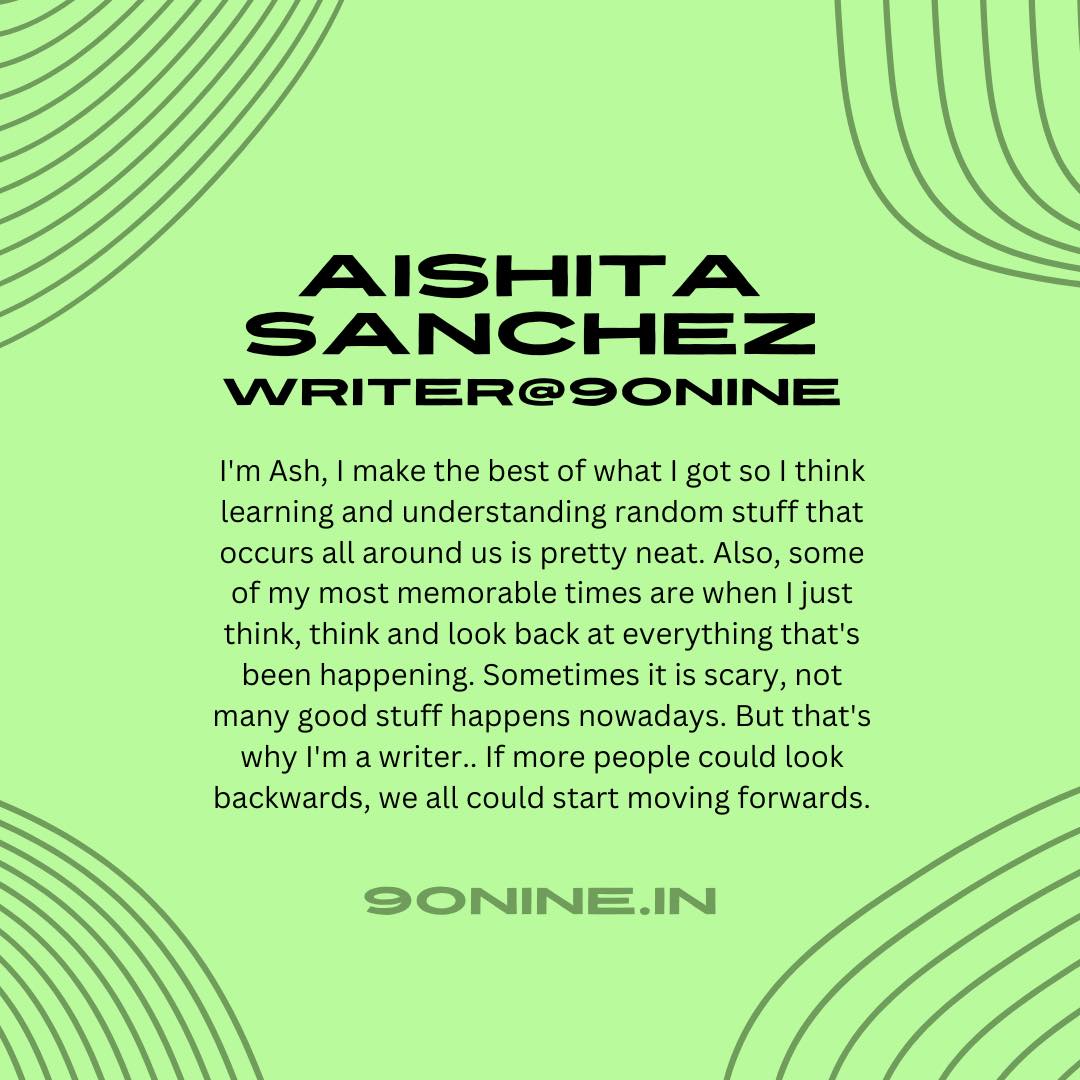 AISHITA
SANCHEZ
WRITER@9ONINE
I'm Ash, I make the best of what I got so I think
learning and understanding random stuff that
occurs all around us is pretty neat. Also, some
of my most memorable times are when I just
think, think and look back at everything that's
been happening. Sometimes it is scary, not
many good stuff happens nowadays. But that's
why I'm a writer.. If more people could look
backwards, we all could start moving forwards.
9ONINE.IN